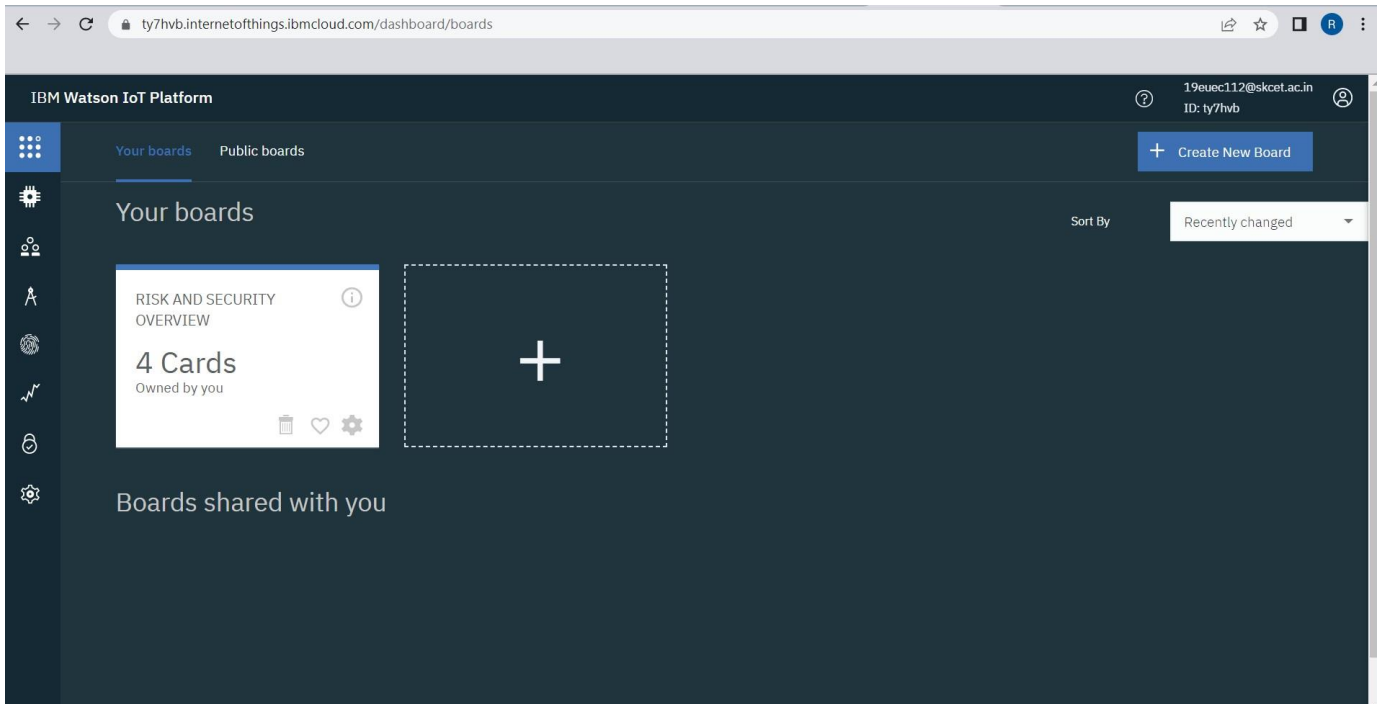 ty7hvb.internetofthings.ibmcloud.com/dashboard/boards
R
IBM Watson IoT Platform
19euec112@skcet.ac.in
ID: ty7hvb
Your boards
Public boards
+ Create New Board
Your boards
Sort By
Recently changed
RISK AND SECURITY
OVERVIEW
4 Cards
Owned by you
Boards shared with you